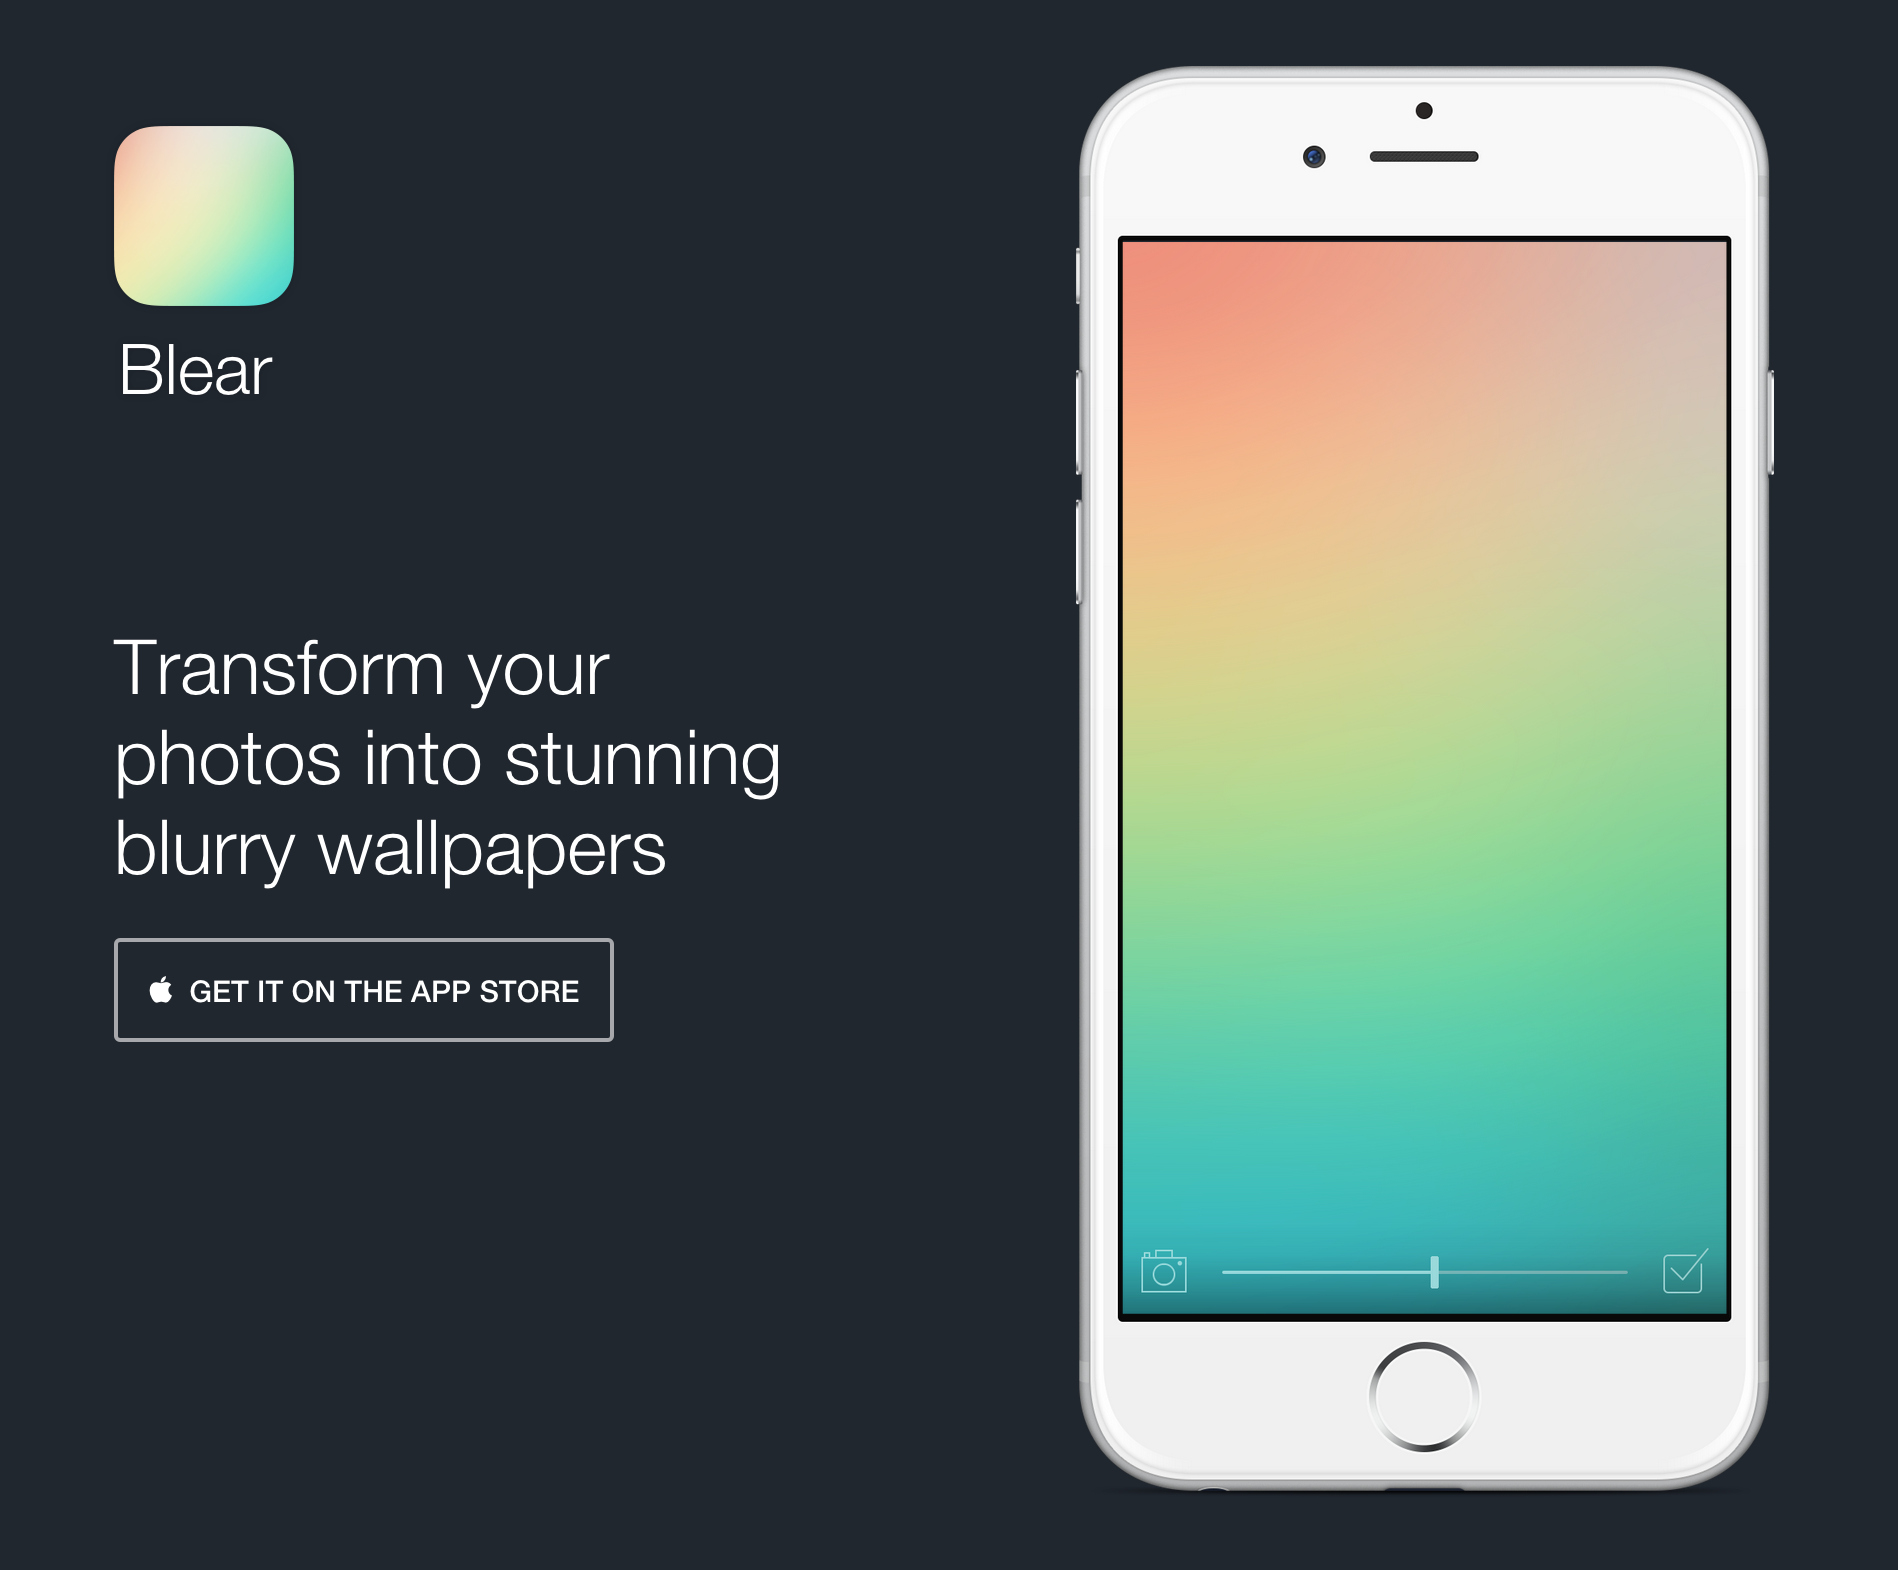 Blear
Transform your
photos into stunning
blurry wallpapers
GET IT ON THE APP STORE